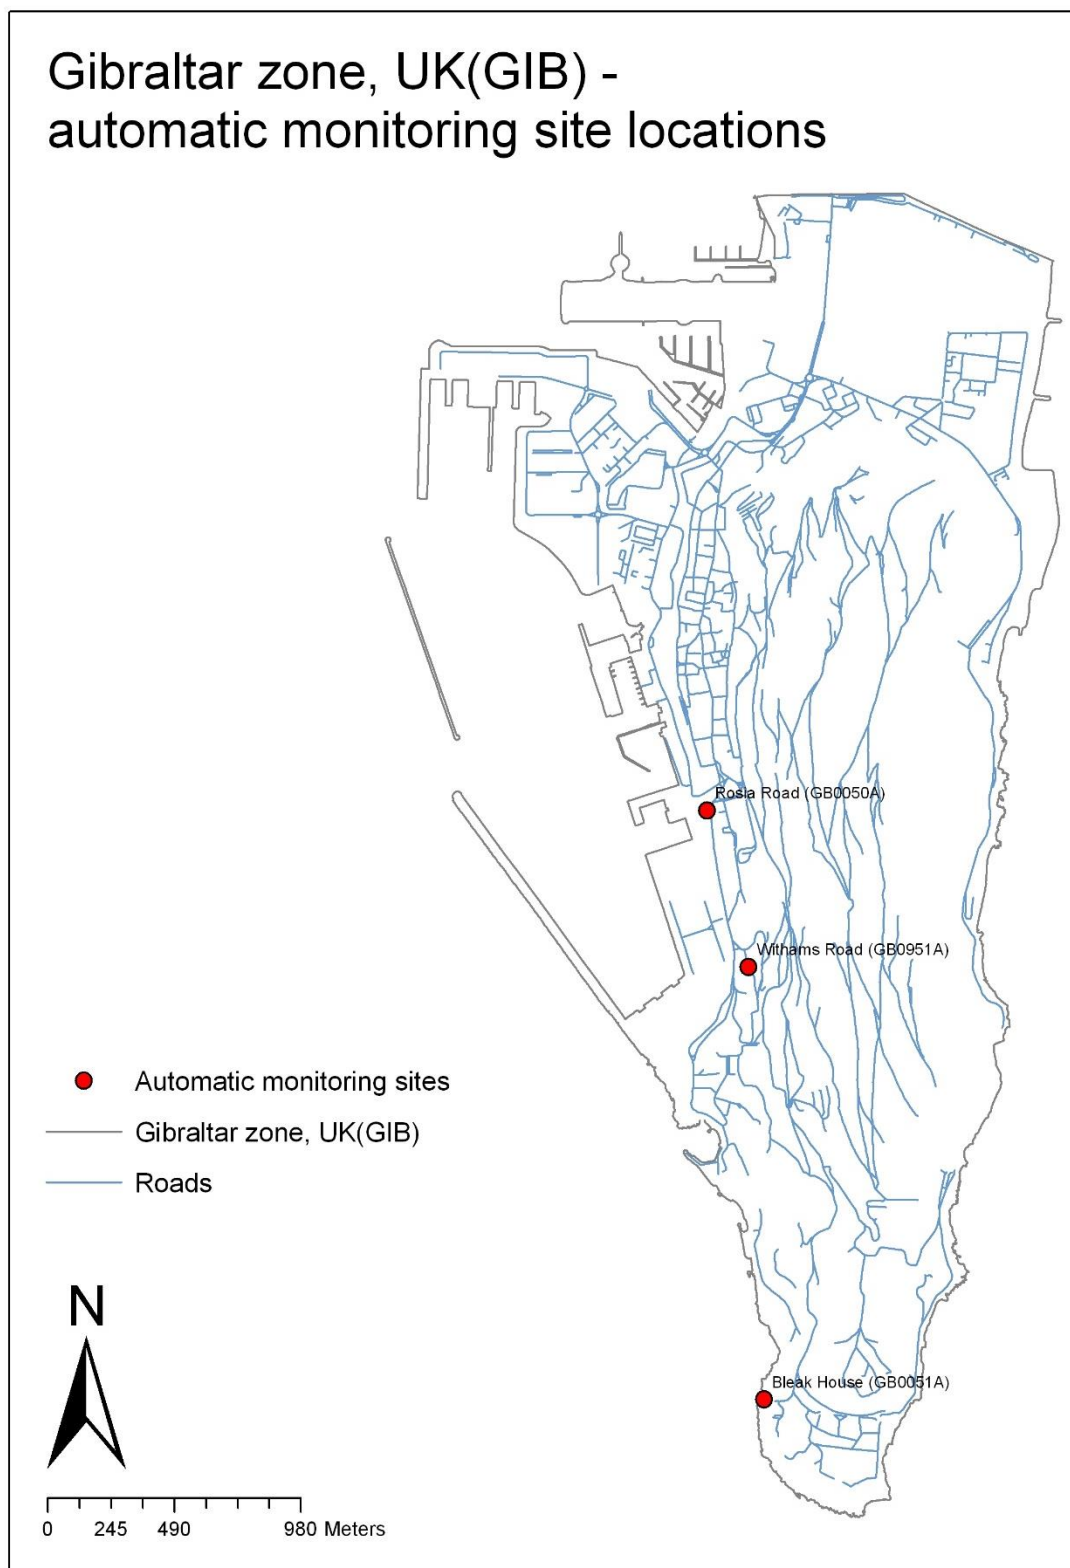 Gibraltar zone, UK(GIB) -
automatic monitoring site locations
Rosia Road (GB0050A)
Withams Road (GB0951A)
Automatic monitoring sites
Gibraltar zone, UK(GIB)
Roads
N
Bleak House (GB0051A)
0 245 490 980 Meters